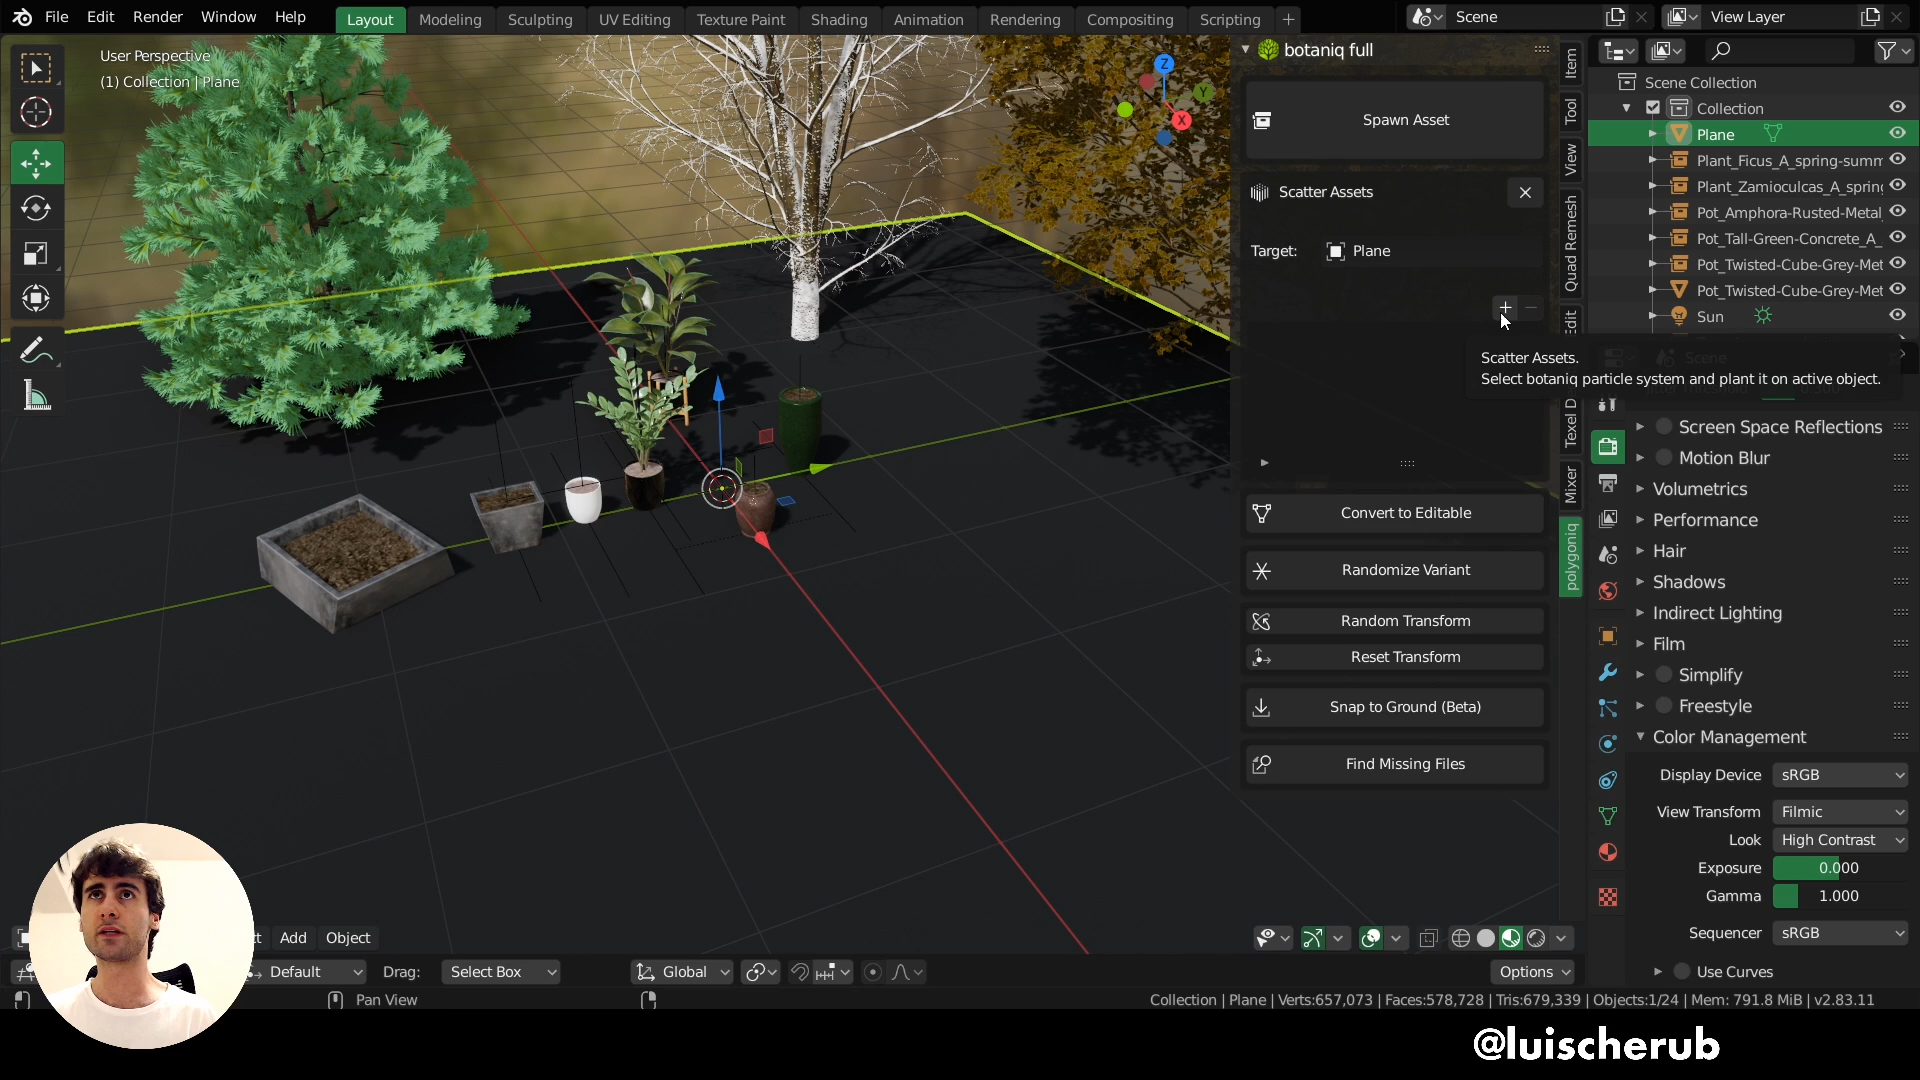 File Edit Render Window Help Layout Modeling Sculpting UV Editing Texture Paint Shading Animation Rendering Compositing Scripting + Scene View Layer
User Perspective
(1) Collection | Plane
Z
Y
X
botaniq full
Spawn Asset
Scatter Assets
Target: Plane
Scatter Assets.
Select botaniq particle system and plant it on active object.
Convert to Editable
Randomize Variant
Random Transform
Reset Transform
Snap to Ground (Beta)
Find Missing Files
Item
Tool
View
Quad Remesh
Edit
Texel D
Mixer
polygoniq
Scene Collection
Collection
Plane
Plant_Ficus_A_spring-summ
Plant_Zamioculcas_A_spring
Pot_Amphora-Rusted-Metal
Pot_Tall-Green-Concrete_A_
Pot_Twisted-Cube-Grey-Met
Pot_Twisted-Cube-Grey-Met
Sun
Scene
Screen Space Reflections
Motion Blur
Volumetrics
Performance
Hair
Shadows
Indirect Lighting
Film
Simplify
Freestyle
Color Management
Display Device sRGB
View Transform Filmic
Look High Contrast
Exposure 0.000
Gamma 1.000
Sequencer sRGB
Use Curves
Add Object
Default Drag: Select Box Global Options
Pan View
Collection | Plane | Verts:657,073 | Faces:578,728 | Tris:679,339 | Objects:1/24 | Mem: 791.8 MiB | v2.83.11
@luischerub